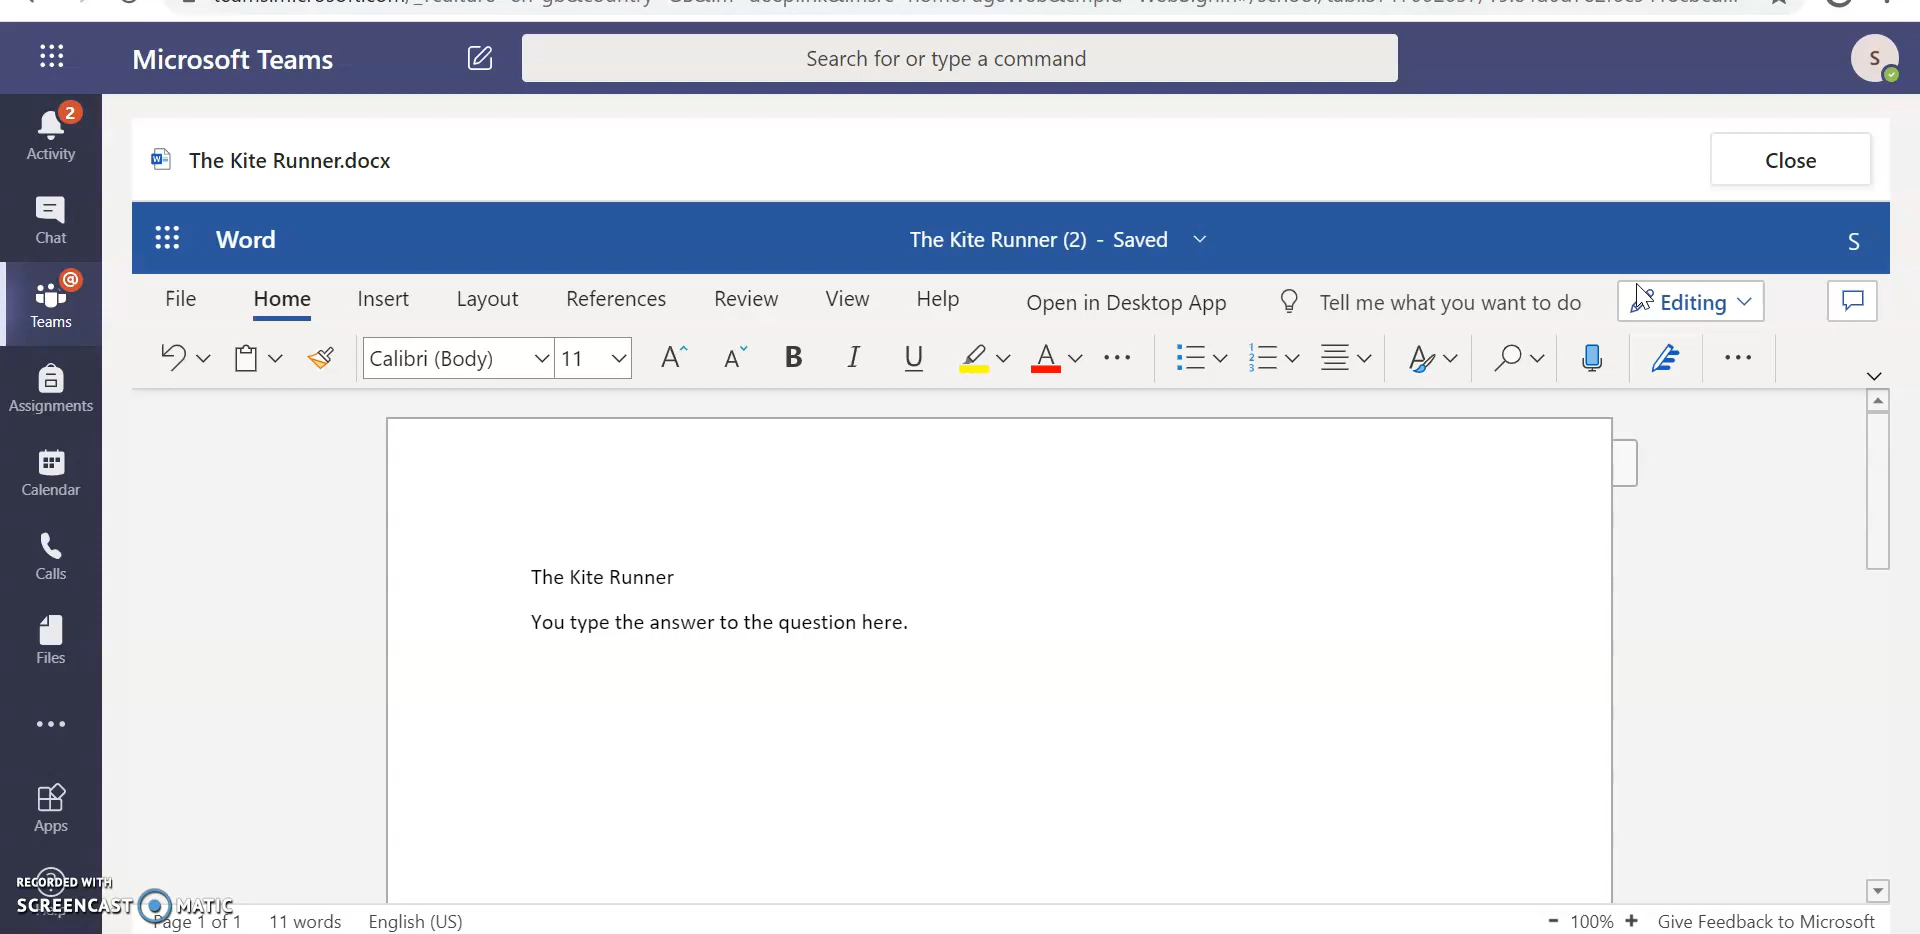 Microsoft Teams
Search for or type a command
S
2
Activity
The Kite Runner.docx
Close
Chat
Word
The Kite Runner (2) - Saved
S
@
Teams
File Home Insert Layout References Review View Help Open in Desktop App Tell me what you want to do Editing
Calibri (Body) 11 A A B I U A
Assignments
Calendar
Calls
The Kite Runner
You type the answer to the question here.
Files
Apps
RECORDED WITH
SCREENCAST MATIC
Page 1 of 1 11 words English (US) - 100% + Give Feedback to Microsoft